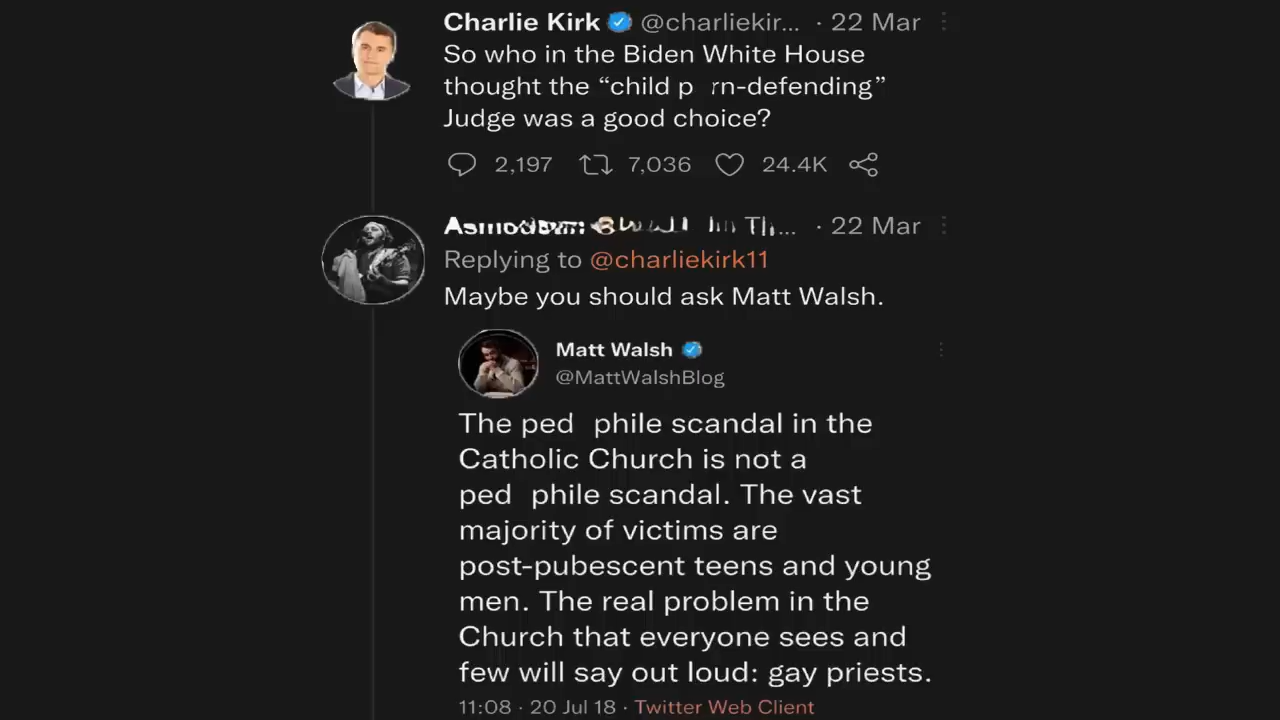 Charlie Kirk @charliekir... · 22 Mar
So who in the Biden White House
thought the “child p rn-defending”
Judge was a good choice?
2,197 7,036 24.4K
... · 22 Mar
Replying to @charliekirk11
Maybe you should ask Matt Walsh.
Matt Walsh
@MattWalshBlog
The ped phile scandal in the
Catholic Church is not a
ped phile scandal. The vast
majority of victims are
post-pubescent teens and young
men. The real problem in the
Church that everyone sees and
few will say out loud: gay priests.
11:08 · 20 Jul 18 · Twitter Web Client